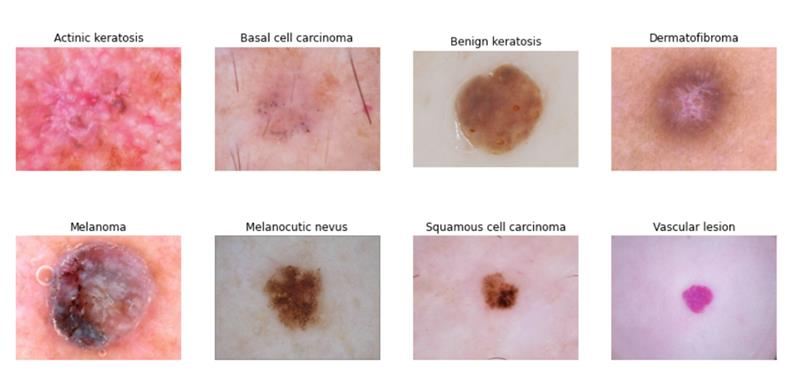 Actinic keratosis
Basal cell carcinoma
Benign keratosis
Dermatofibroma
Melanoma
Melanocutic nevus
Squamous cell carcinoma
Vascular lesion